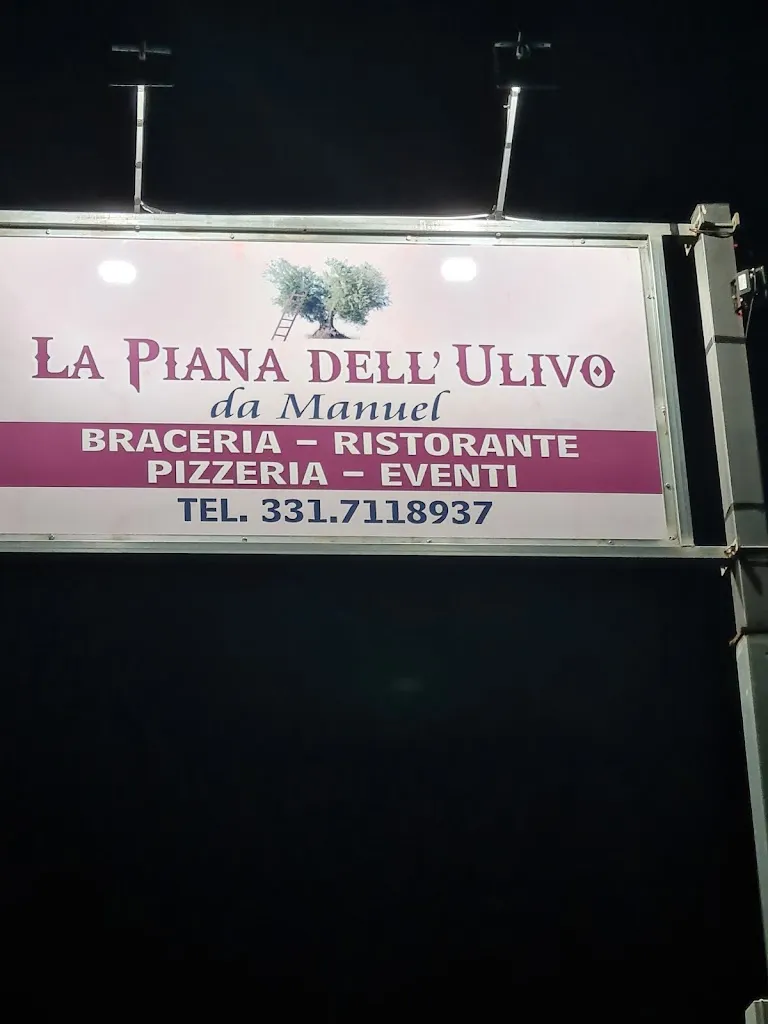 LA PIANA DELL' ULIVO
da Manuel
BRACERIA – RISTORANTE
PIZZERIA – EVENTI
TEL. 331.7118937